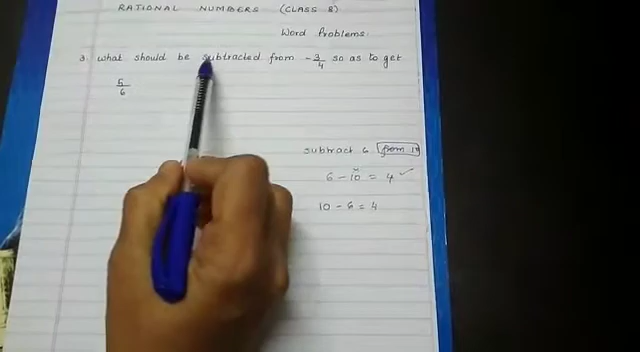 RATIONAL NUMBERS (CLASS 8)
Word Problems.
3. What should be subtracted from -3/4 so as to get
5/6
subtract 6 from 10
6 - 10 = 4 ✓
10 - 6 = 4